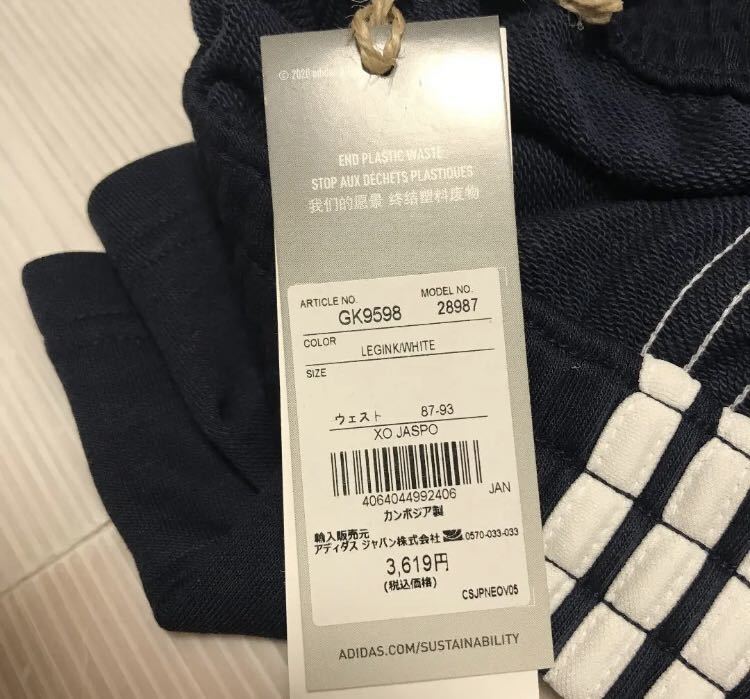 © 2020 adidas
END PLASTIC WASTE
STOP AUX DÉCHETS PLASTIQUES
我们的愿景 终结塑料废物
ARTICLE NO. MODEL NO.
GK9598 28987
COLOR
LEGINK/WHITE
SIZE
ウェスト 87-93
XO JASPO
4064044992406 JAN
カンボジア製
輸入販売元
アディダス ジャパン株式会社 0570-033-033
3,619円
(税込価格)
CSJPNEOV05
ADIDAS.COM/SUSTAINABILITY